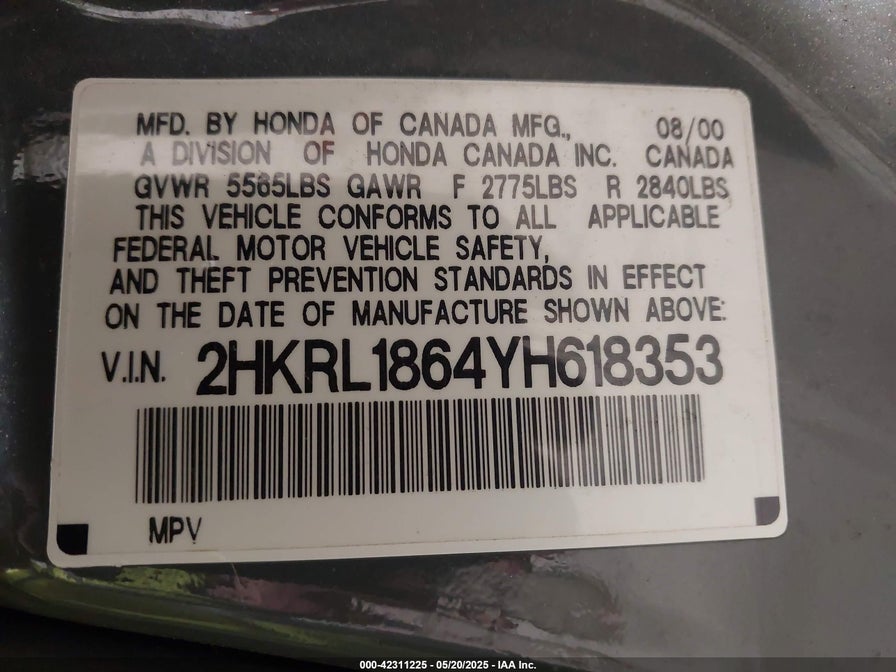 MFD. BY HONDA OF CANADA MFG., 08/00
A DIVISION OF HONDA CANADA INC. CANADA
GVWR 5565LBS GAWR F 2775LBS R 2840LBS
THIS VEHICLE CONFORMS TO ALL APPLICABLE
FEDERAL MOTOR VEHICLE SAFETY,
AND THEFT PREVENTION STANDARDS IN EFFECT
ON THE DATE OF MANUFACTURE SHOWN ABOVE:
V.I.N. 2HKRL1864YH618353
MPV
000-42311225 - 05/20/2025 - IAA Inc.